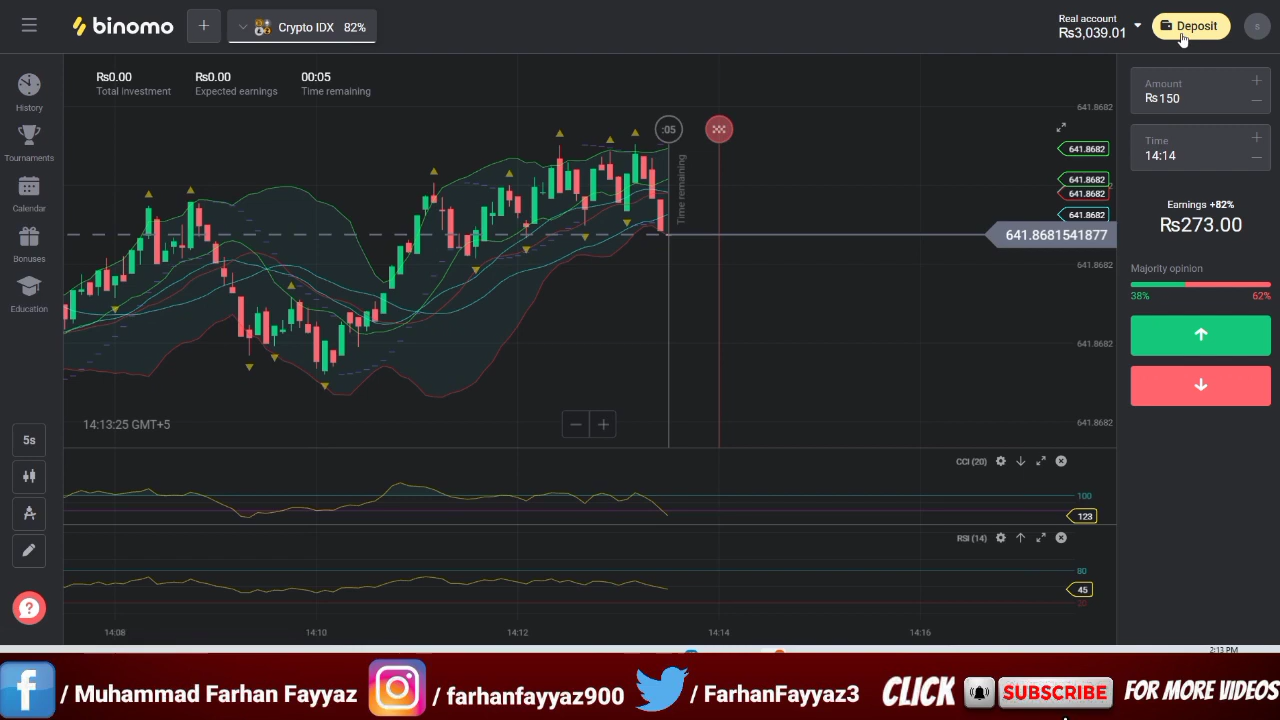 binomo
+
Crypto IDX 82%
Real account
₨3,039.01
Deposit
s
History
Tournaments
Calendar
Bonuses
Education
₨0.00
Total investment
₨0.00
Expected earnings
00:05
Time remaining
:05
Time remaining
641.8682
641.8682
641.8682
641.8682
641.8682
641.8681541877
641.8682
641.8682
641.8682
Amount
₨150
Time
14:14
Earnings +82%
₨273.00
Majority opinion
38% 62%
14:13:25 GMT+5
5s
CCI (20)
100
123
RSI (14)
80
45
20
14:08 14:10 14:12 14:14 14:16
2:13 PM
/ Muhammad Farhan Fayyaz
/ farhanfayyaz900
/ FarhanFayyaz3
CLICK SUBSCRIBE FOR MORE VIDEOS